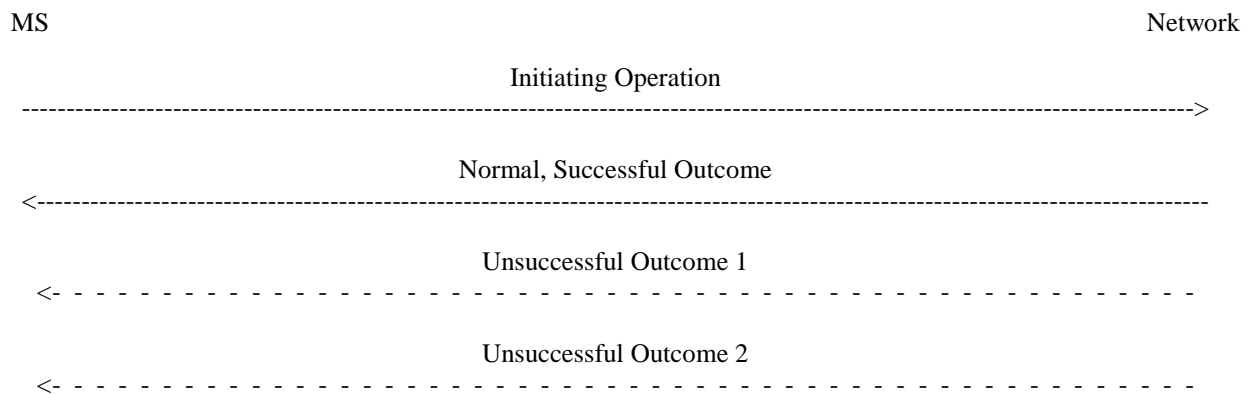 MS Network
Initiating Operation
Normal, Successful Outcome
Unsuccessful Outcome 1
Unsuccessful Outcome 2